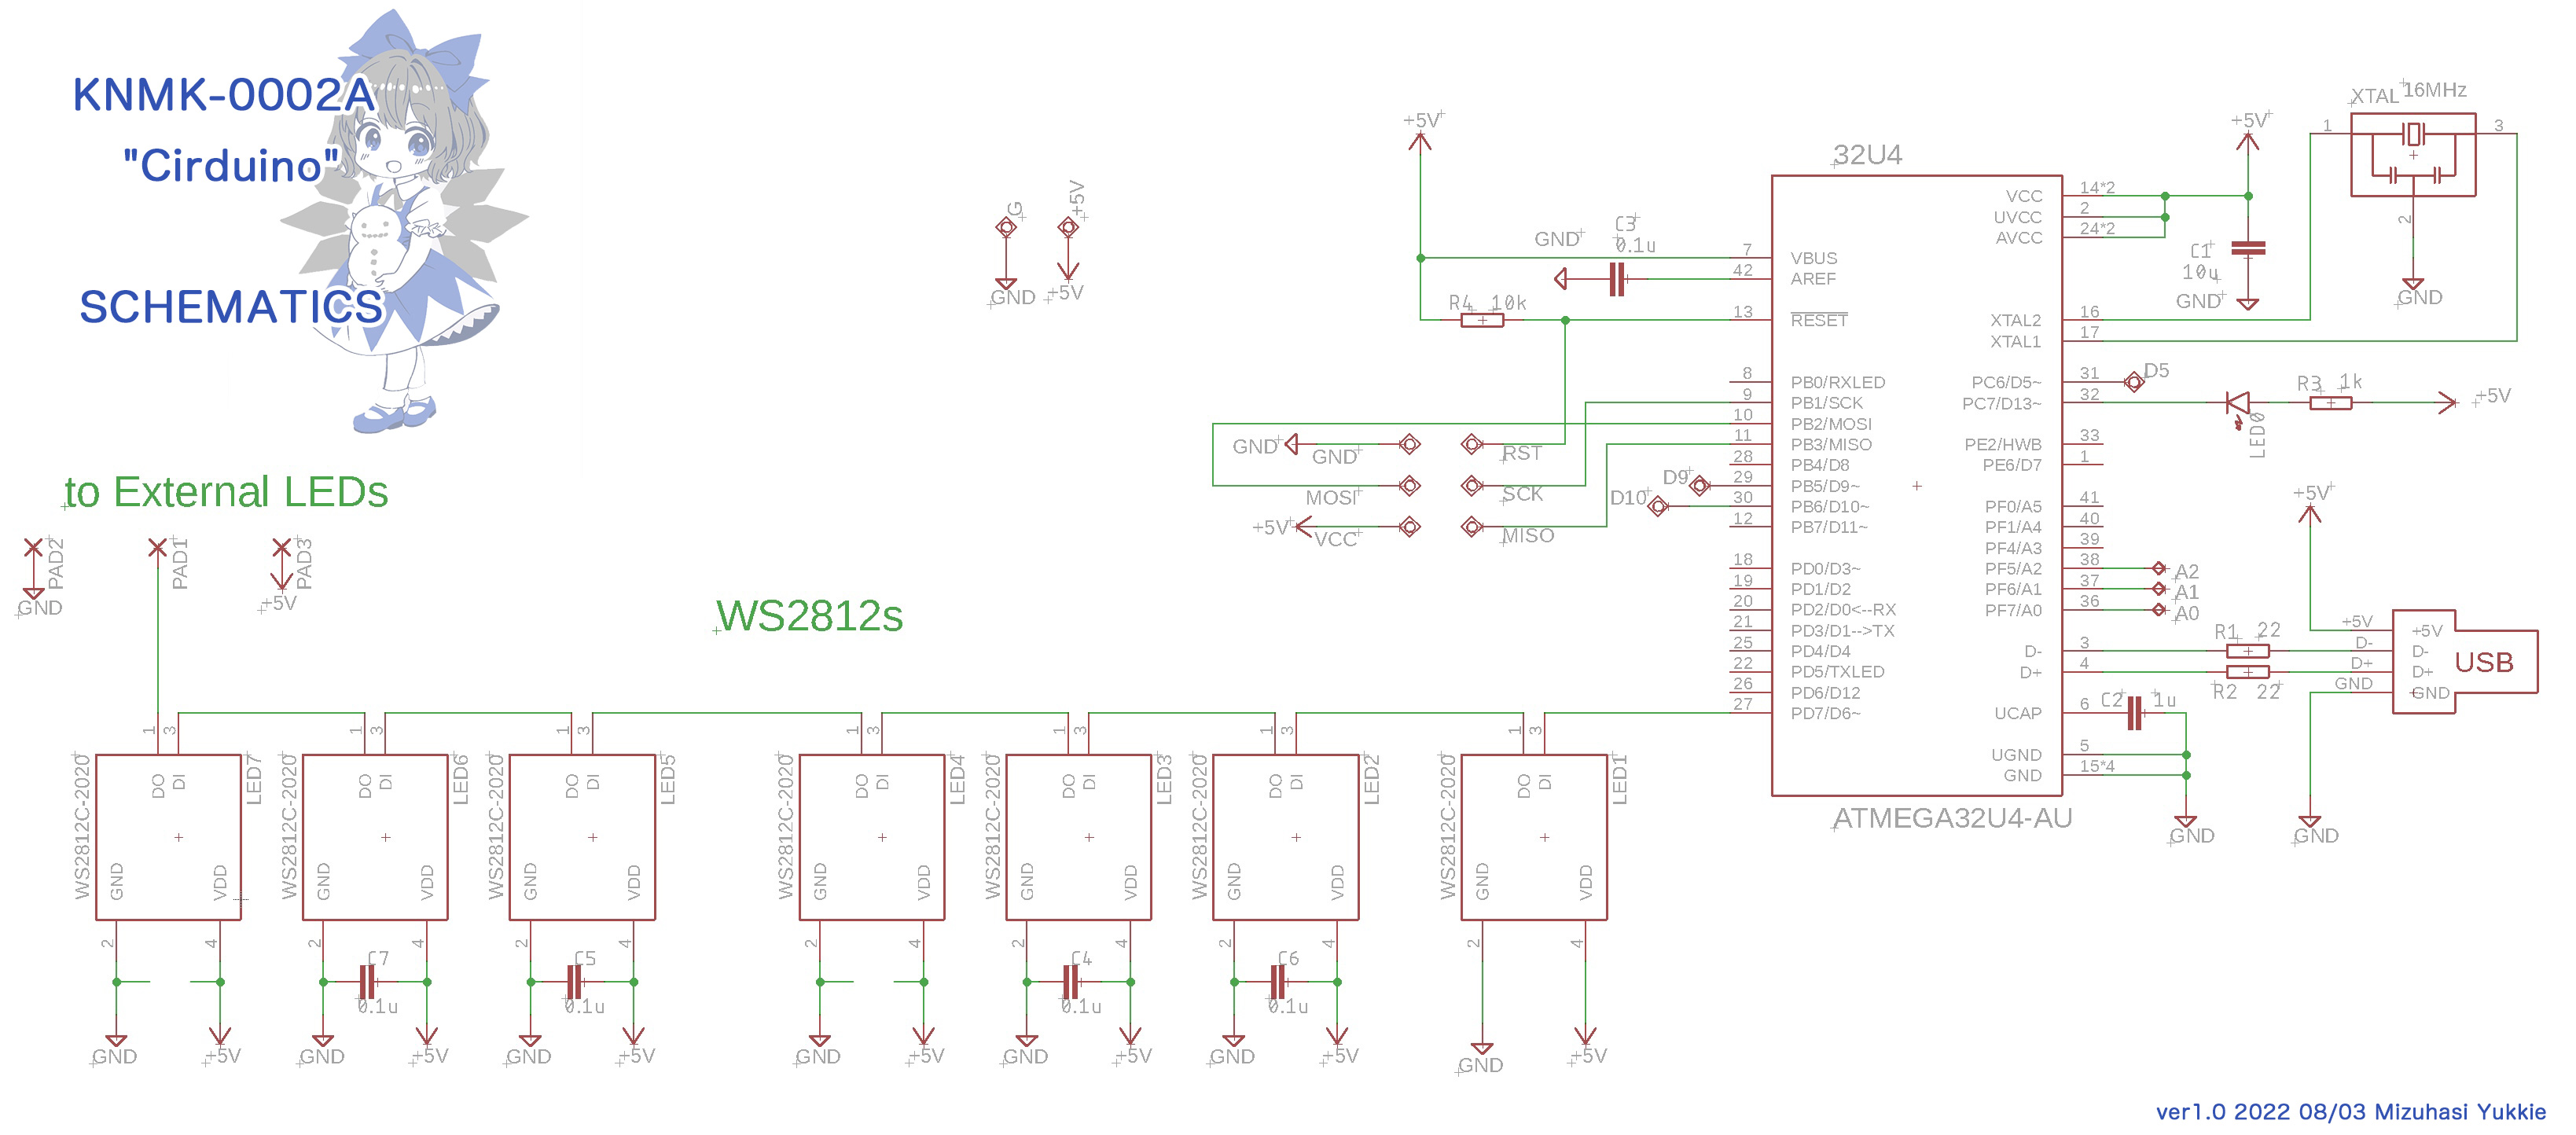 KNMK-0002A
"Cirduino"
SCHEMATICS
to External LEDs
PAD2
GND
PAD1
PAD3
+5V
WS2812s
G
GND
+5V
+5V
+5V
GND
C3
0.1u
R4 10k
GND
GND
RST
MOSI
SCK
+5V
VCC
MISO
D9
D10
32U4
7 VBUS
42 AREF
13 RESET
8 PB0/RXLED
9 PB1/SCK
10 PB2/MOSI
11 PB3/MISO
28 PB4/D8
29 PB5/D9~
30 PB6/D10~
12 PB7/D11~
18 PD0/D3~
19 PD1/D2
20 PD2/D0<--RX
21 PD3/D1-->TX
25 PD4/D4
22 PD5/TXLED
26 PD6/D12
27 PD7/D6~
VCC 14*2
UVCC 2
AVCC 24*2
XTAL2 16
XTAL1 17
PC6/D5~ 31
PC7/D13~ 32
PE2/HWB 33
PE6/D7 1
PF0/A5 41
PF1/A4 40
PF4/A3 39
PF5/A2 38
PF6/A1 37
PF7/A0 36
D- 3
D+ 4
UCAP 6
UGND 5
GND 15*4
ATMEGA32U4-AU
+5V
C1
10u
GND
XTAL 16MHz
1 3
2
GND
D5
LED0
R3 1k
+5V
A2
A1
A0
+5V
R1 22
R2 22
+5V
D-
D+
GND
+5V
D-
D+
GND
USB
C2 1u
GND
GND
WS2812C-2020
1 3
DO DI
LED7
GND VDD
2 4
GND +5V
WS2812C-2020
1 3
DO DI
LED6
GND VDD
2 4
C7
0.1u
GND +5V
WS2812C-2020
1 3
DO DI
LED5
GND VDD
2 4
C5
0.1u
GND +5V
WS2812C-2020
1 3
DO DI
LED4
GND VDD
2 4
GND +5V
WS2812C-2020
1 3
DO DI
LED3
GND VDD
2 4
C4
0.1u
GND +5V
WS2812C-2020
1 3
DO DI
LED2
GND VDD
2 4
C6
0.1u
GND +5V
WS2812C-2020
1 3
DO DI
LED1
GND VDD
2 4
GND +5V
ver1.0 2022 08/03 Mizuhasi Yukkie